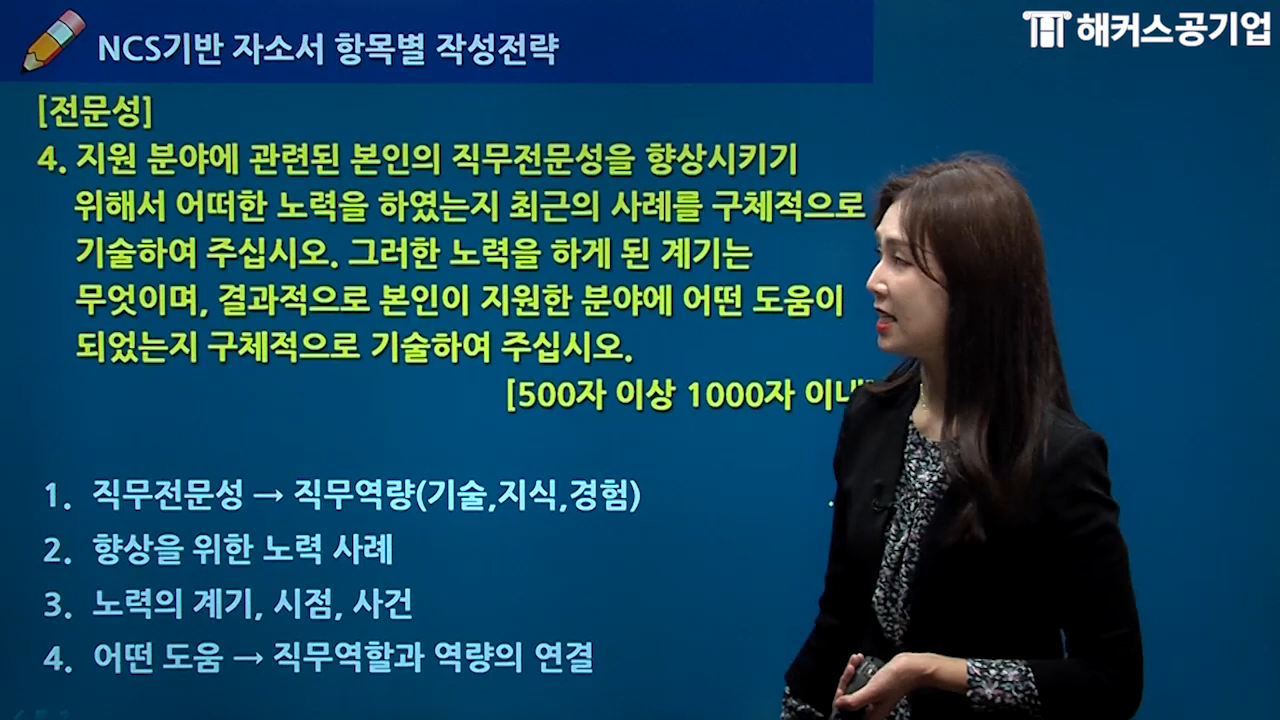 NCS기반 자소서 항목별 작성전략
해커스공기업
[전문성]
4. 지원 분야에 관련된 본인의 직무전문성을 향상시키기
위해서 어떠한 노력을 하였는지 최근의 사례를 구체적으로
기술하여 주십시오. 그러한 노력을 하게 된 계기는
무엇이며, 결과적으로 본인이 지원한 분야에 어떤 도움이
되었는지 구체적으로 기술하여 주십시오.
[500자 이상 1000자 이내]
1. 직무전문성 → 직무역량(기술,지식,경험)
2. 향상을 위한 노력 사례
3. 노력의 계기, 시점, 사건
4. 어떤 도움 → 직무역할과 역량의 연결